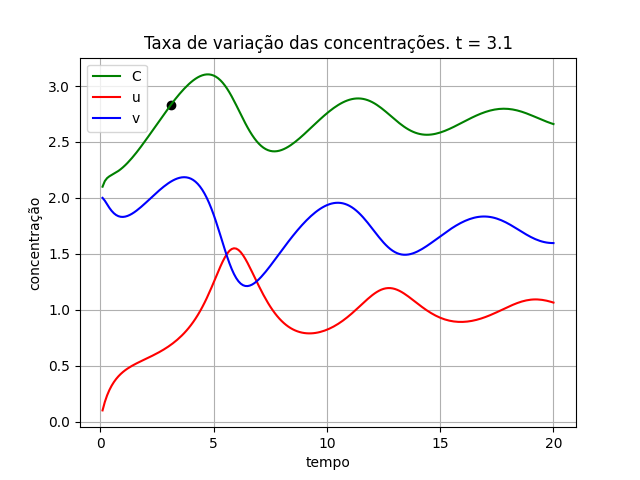 Taxa de variação das concentrações. t = 3.1
C
u
v
concentração
3.0
2.5
2.0
1.5
1.0
0.5
0.0
0 5 10 15 20
tempo